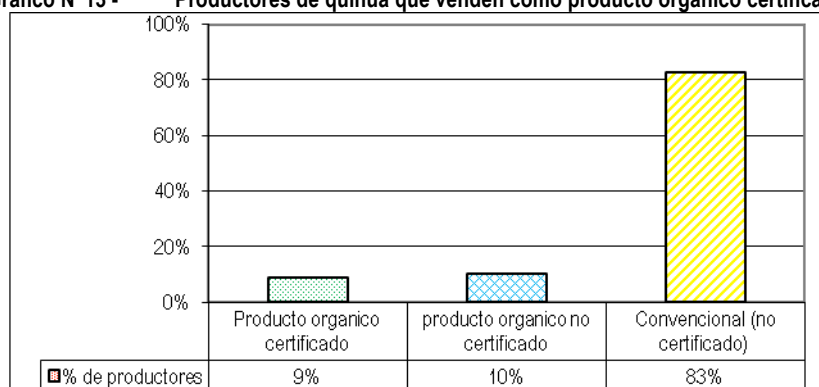 Productores de quinua que venden como producto organico
100%
80%
60%
40%
20%
0%
Producto organico certificado
producto organico no certificado
Convencional (no certificado)
% de productores 9% 10% 83%